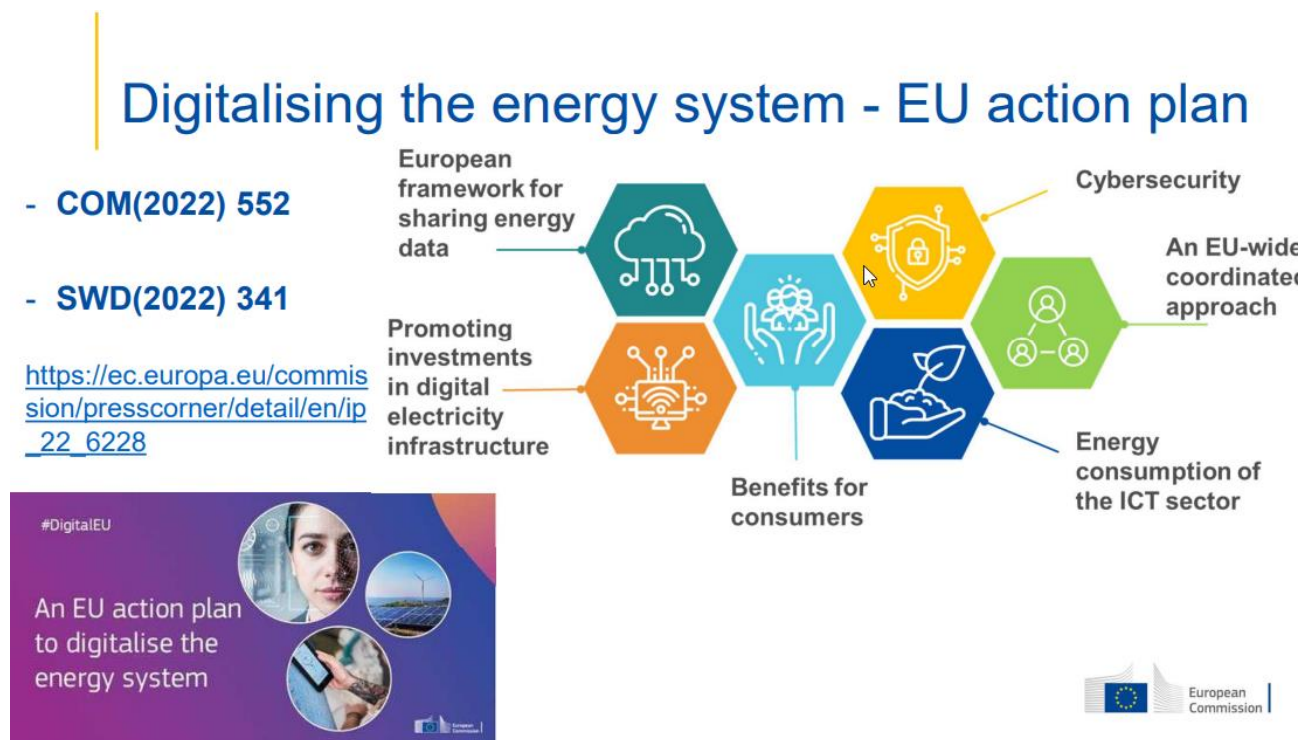 Digitalising the energy system - EU action plan
- COM(2022) 552
- SWD(2022) 341
https://ec.europa.eu/commis
sion/presscorner/detail/en/ip
_22_6228
European
framework for
sharing energy
data
Promoting
investments
in digital
electricity
infrastructure
Benefits for
consumers
Cybersecurity
An EU-wide
coordinated
approach
Energy
consumption of
the ICT sector
#DigitalEU
An EU action plan
to digitalise the
energy system
European
Commission
European
Commission